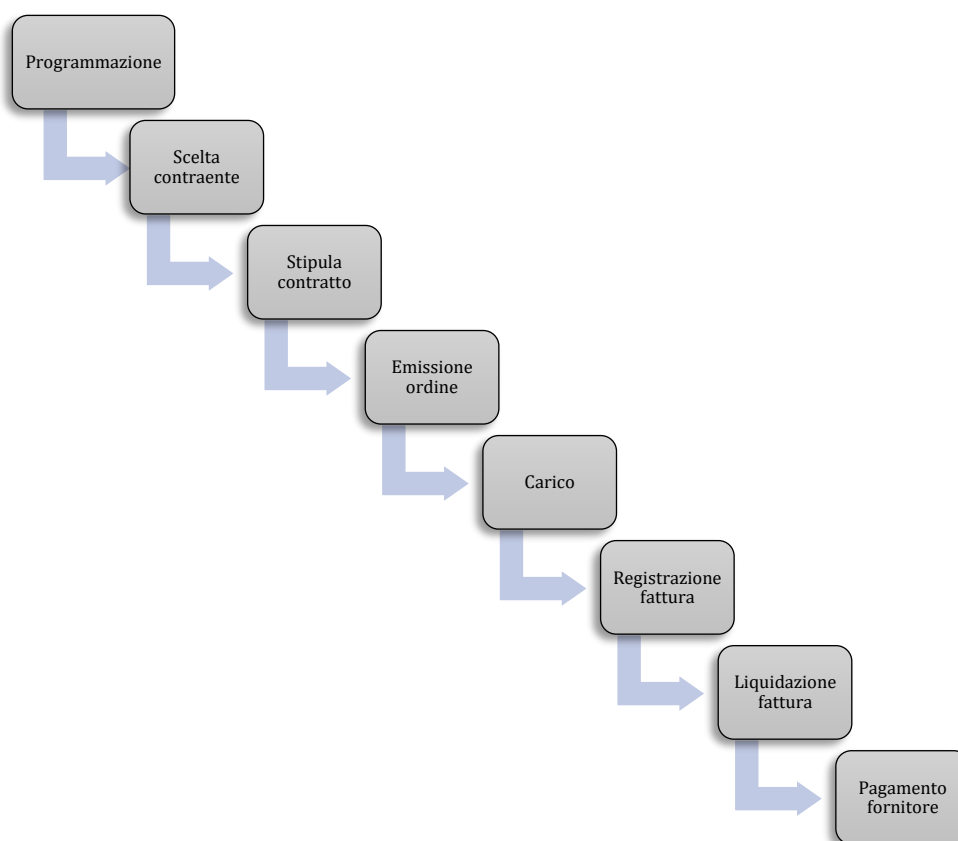 Programmazione
Scelta
contraente
Stipula
contratto
Emissione
ordine
Carico
Registrazione
fattura
Liquidazione
fattura
Pagamento
fornitore